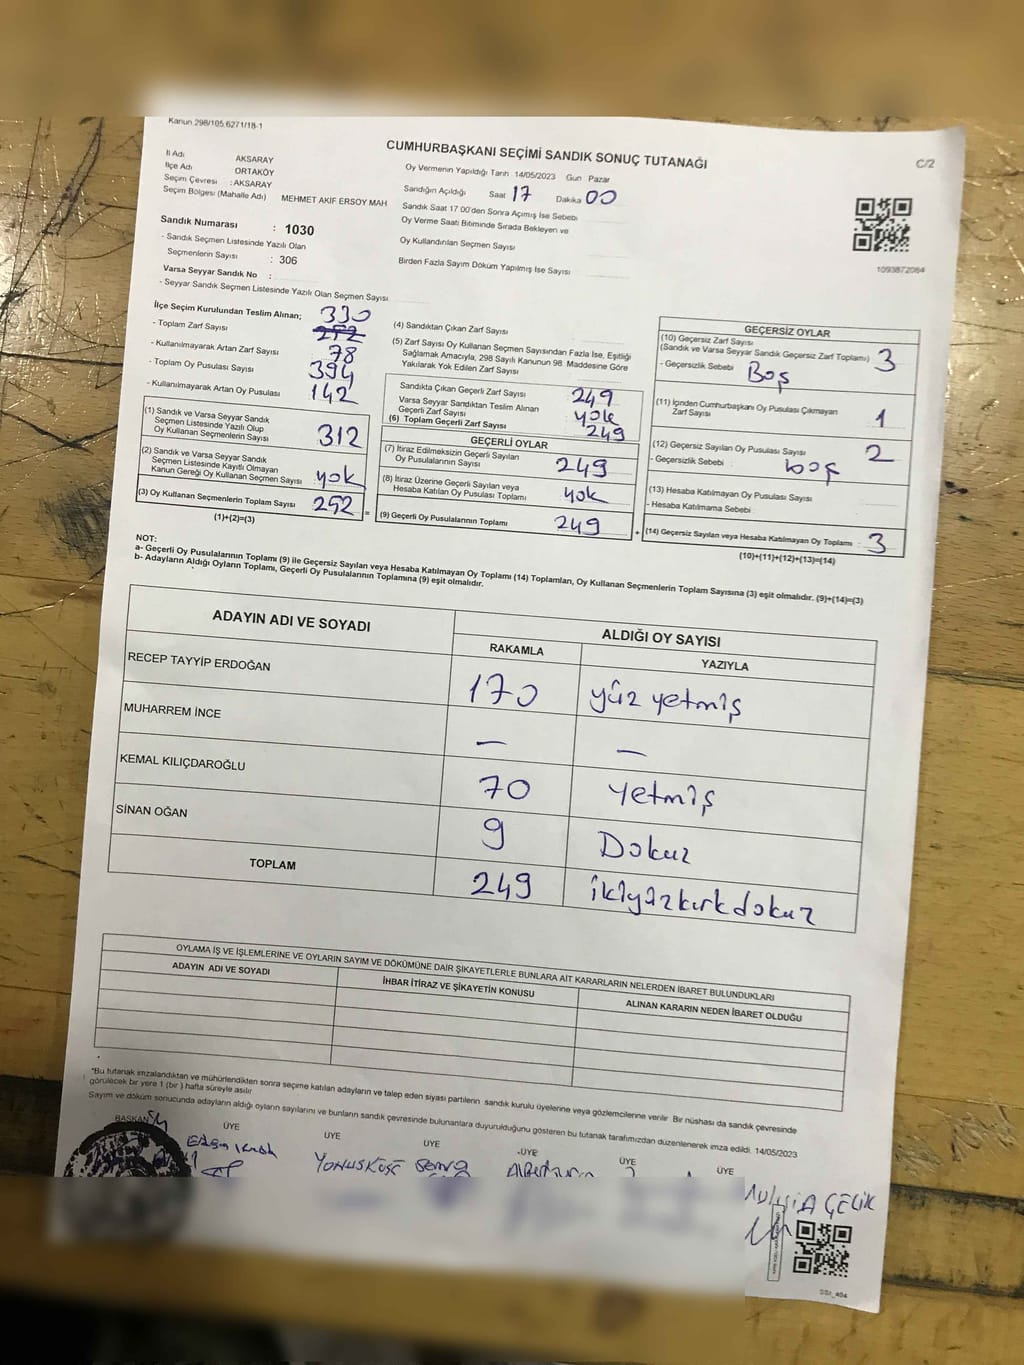 Kanun.298/105.6271/18-1
CUMHURBAŞKANI SEÇİMİ SANDIK SONUÇ TUTANAĞI
C/2
İl Adı AKSARAY
İlçe Adı ORTAKÖY
Seçim Çevresi : AKSARAY
Seçim Bölgesi (Mahalle Adı) MEHMET AKİF ERSOY MAH
Oy Vermenin Yapıldığı Tarih 14/05/2023 Gün Pazar
Sandığın Açıldığı Saat 17 Dakika 00
Sandık Saat 17.00'den Sonra Açımış İse Sebebi
Oy Verme Saati Bitiminde Sırada Bekleyen ve
Oy Kullandırılan Seçmen Sayısı
Birden Fazla Sayım Döküm Yapılmış İse Sayısı
1093872084
Sandık Numarası : 1030
- Sandık Seçmen Listesinde Yazılı Olan
Seçmenlerin Sayısı : 306
Varsa Seyyar Sandık No :
- Seyyar Sandık Seçmen Listesinde Yazılı Olan Seçmen Sayısı
İlçe Seçim Kurulundan Teslim Alınan;
330
- Toplam Zarf Sayısı 252
- Kullanılmayarak Artan Zarf Sayısı 78
- Toplam Oy Pusulası Sayısı 394
- Kullanılmayarak Artan Oy Pusulası 142
(1) Sandık ve Varsa Seyyar Sandık
Seçmen Listesinde Yazılı Olup
Oy Kullanan Seçmenlerin Sayısı 312
(2) Sandık ve Varsa Seyyar Sandık
Seçmen Listesinde Kayıtlı Olmayan
Kanun Gereği Oy Kullanan Seçmen Sayısı yok
(3) Oy Kullanan Seçmenlerin Toplam Sayısı 252 =
(1)+(2)=(3)
(4) Sandıktan Çıkan Zarf Sayısı
(5) Zarf Sayısı Oy Kullanan Seçmen Sayısından Fazla İse, Eşitliği
Sağlamak Amacıyla, 298 Sayılı Kanunun 98. Maddesine Göre
Yakılarak Yok Edilen Zarf Sayısı
Sandıkta Çıkan Geçerli Zarf Sayısı 249
Varsa Seyyar Sandıktan Teslim Alınan
Geçerli Zarf Sayısı yok
(6) Toplam Geçerli Zarf Sayısı 249
GEÇERLİ OYLAR
(7) İtiraz Edilmeksizin Geçerli Sayılan
Oy Pusulalarının Sayısı 249
(8) İtiraz Üzerine Geçerli Sayılan veya
Hesaba Katılan Oy Pusulası Toplamı yok
(9) Geçerli Oy Pusulalarının Toplamı 249 +
GEÇERSİZ OYLAR
(10) Geçersiz Zarf Sayısı
(Sandık ve Varsa Seyyar Sandık Geçersiz Zarf Toplamı) 3
- Geçersizlik Sebebi Boş
(11) İçinden Cumhurbaşkanı Oy Pusulası Çıkmayan
Zarf Sayısı 1
(12) Geçersiz Sayılan Oy Pusulası Sayısı 2
- Geçersizlik Sebebi : boş
(13) Hesaba Katılmayan Oy Pusulası Sayısı
- Hesaba Katılmama Sebebi
(14) Geçersiz Sayılan veya Hesaba Katılmayan Oy Toplamı : 3
(10)+(11)+(12)+(13)=(14)
NOT:
a- Geçerli Oy Pusulalarının Toplamı (9) ile Geçersiz Sayılan veya Hesaba Katılmayan Oy Toplamı (14) Toplamları, Oy Kullanan Seçmenlerin Toplam Sayısına (3) eşit olmalıdır. (9)+(14)=(3)
b- Adayların Aldığı Oyların Toplamı, Geçerli Oy Pusulalarının Toplamına (9) eşit olmalıdır.
ADAYIN ADI VE SOYADI
ALDIĞI OY SAYISI
RAKAMLA YAZIYLA
RECEP TAYYİP ERDOĞAN 170 yüz yetmiş
MUHARREM İNCE — —
KEMAL KILIÇDAROĞLU 70 yetmiş
SİNAN OĞAN 9 Dokuz
TOPLAM 249 ikiyüzkırkdokuz
OYLAMA İŞ VE İŞLEMLERİNE VE OYLARIN SAYIM VE DÖKÜMÜNE DAİR ŞİKAYETLERLE BUNLARA AİT KARARLARIN NELERDEN İBARET BULUNDUKLARI
ADAYIN ADI VE SOYADI İHBAR İTİRAZ VE ŞİKAYETİN KONUSU ALINAN KARARIN NEDEN İBARET OLDUĞU
*Bu tutanak imzalandıktan ve mühürlendikten sonra seçime katılan adayların ve talep eden siyasi partilerin sandık kurulu üyelerine veya gözlemcilerine verilir. Bir nüshası da sandık çevresinde
görülecek bir yere 1 (bir) hafta süreyle asılır
Sayım ve döküm sonucunda adayların aldığı oyların sayılarını ve bunların sandık çevresinde bulunanlara duyurulduğunu gösteren bu tutanak tarafımızdan düzenlenerek imza edildi. 14/05/2023
BAŞKAN ÜYE ÜYE ÜYE ÜYE ÜYE ÜYE
ÇELİK